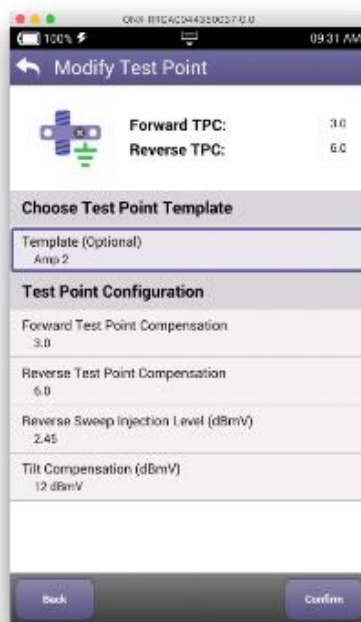 100%
09:31 AM
Modify Test Point
Forward TPC: 3.0
Reverse TPC: 6.0
Choose Test Point Template
Template (Optional)
Amp 2
Test Point Configuration
Forward Test Point Compensation
3.0
Reverse Test Point Compensation
6.0
Reverse Sweep Injection Level (dBmV)
2.45
Tilt Compensation (dBmV)
12 dBmV
Back
Confirm